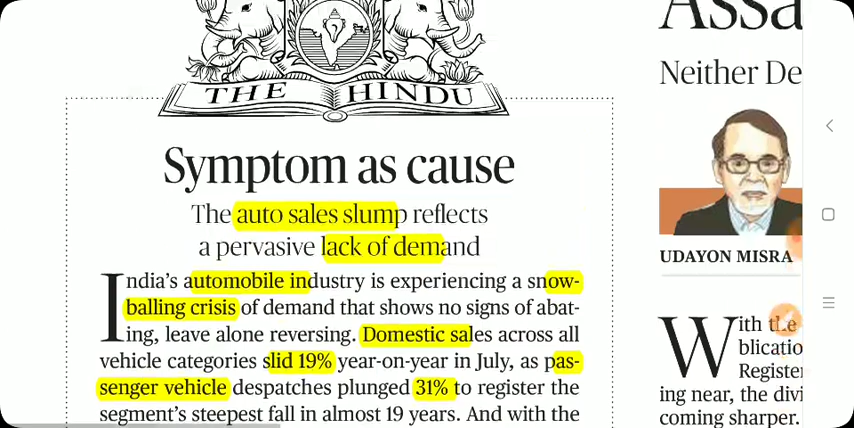 THE HINDU
Symptom as cause
The auto sales slump reflects
a pervasive lack of demand
India's automobile industry is experiencing a snow-
balling crisis of demand that shows no signs of abat-
ing, leave alone reversing. Domestic sales across all
vehicle categories slid 19% year-on-year in July, as pas-
senger vehicle despatches plunged 31% to register the
segment's steepest fall in almost 19 years. And with the
Assa
Neither De
UDAYON MISRA
With the
blicatio
Register
ing near, the divi
coming sharper.